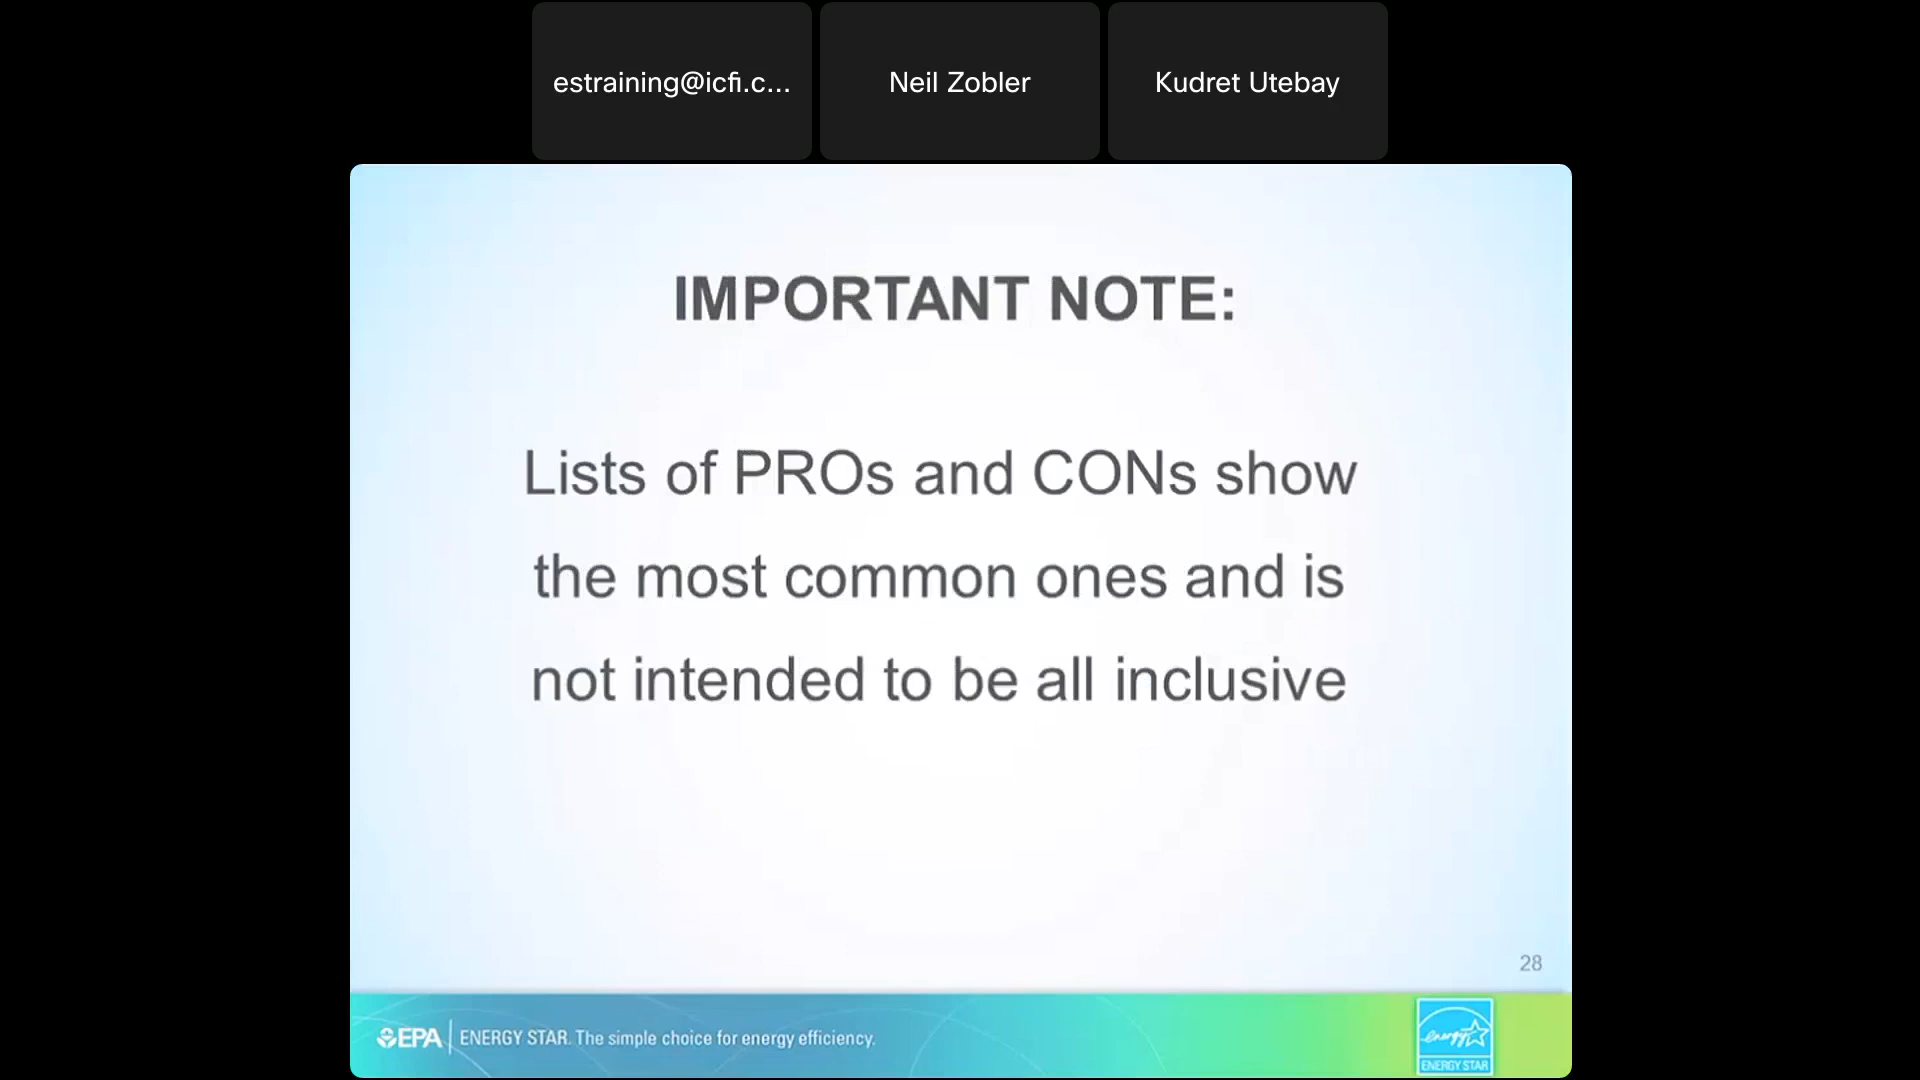 estraining@icfi.c...
Neil Zobler
Kudret Utebay
IMPORTANT NOTE:
Lists of PROs and CONs show
the most common ones and is
not intended to be all inclusive
28
EPA
ENERGY STAR. The simple choice for energy efficiency.
energy
ENERGY STAR